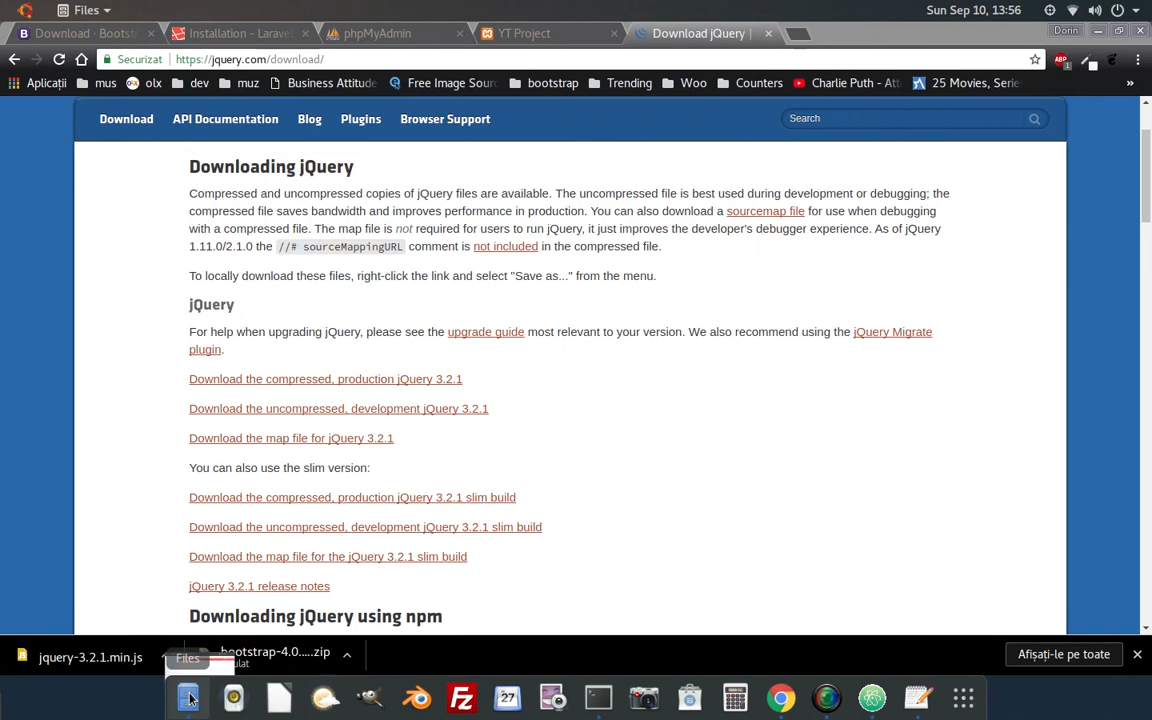 Files
Sun Sep 10, 13:56
Download · Bootst
Installation - Larave
phpMyAdmin
YT Project
Download jQuery |
Dorin
Securizat
https://jquery.com/download/
ABP
1
Aplicații
mus
olx
dev
muz
Business Attitude
Free Image Sour
bootstrap
Trending
Woo
Counters
Charlie Puth - Att
25 Movies, Serie
»
Download
API Documentation
Blog
Plugins
Browser Support
Search
Downloading jQuery
Compressed and uncompressed copies of jQuery files are available. The uncompressed file is best used during development or debugging; the
compressed file saves bandwidth and improves performance in production. You can also download a sourcemap file for use when debugging
with a compressed file. The map file is not required for users to run jQuery, it just improves the developer's debugger experience. As of jQuery
1.11.0/2.1.0 the //# sourceMappingURL comment is not included in the compressed file.
To locally download these files, right-click the link and select "Save as..." from the menu.
jQuery
For help when upgrading jQuery, please see the upgrade guide most relevant to your version. We also recommend using the jQuery Migrate
plugin.
Download the compressed, production jQuery 3.2.1
Download the uncompressed, development jQuery 3.2.1
Download the map file for jQuery 3.2.1
You can also use the slim version:
Download the compressed, production jQuery 3.2.1 slim build
Download the uncompressed, development jQuery 3.2.1 slim build
Download the map file for the jQuery 3.2.1 slim build
jQuery 3.2.1 release notes
Downloading jQuery using npm
jquery-3.2.1.min.js
Files
bootstrap-4.0.....zip
ulat
Afișați-le pe toate
27